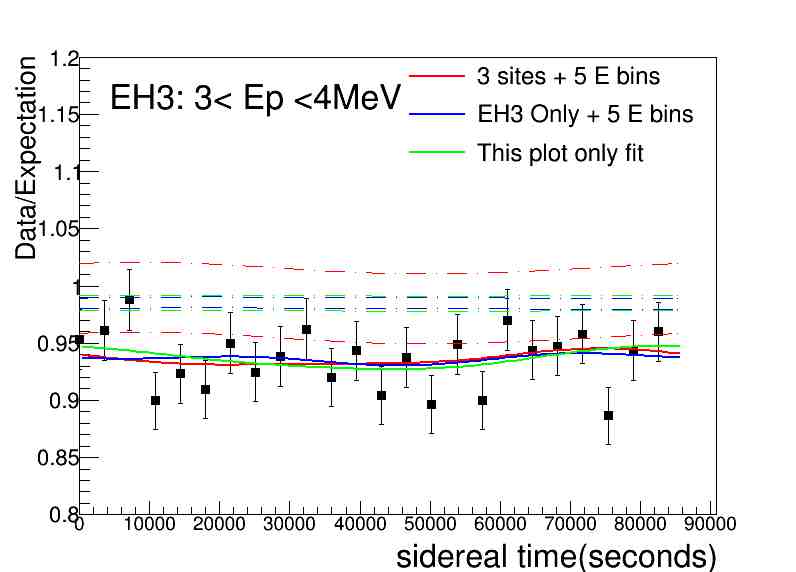 EH3: 3< Ep <4MeV
3 sites + 5 E bins
EH3 Only + 5 E bins
This plot only fit
Data/Expectation
1.2
1.15
1.1
1.05
1
0.95
0.9
0.85
0.8
0 10000 20000 30000 40000 50000 60000 70000 80000 90000
sidereal time(seconds)